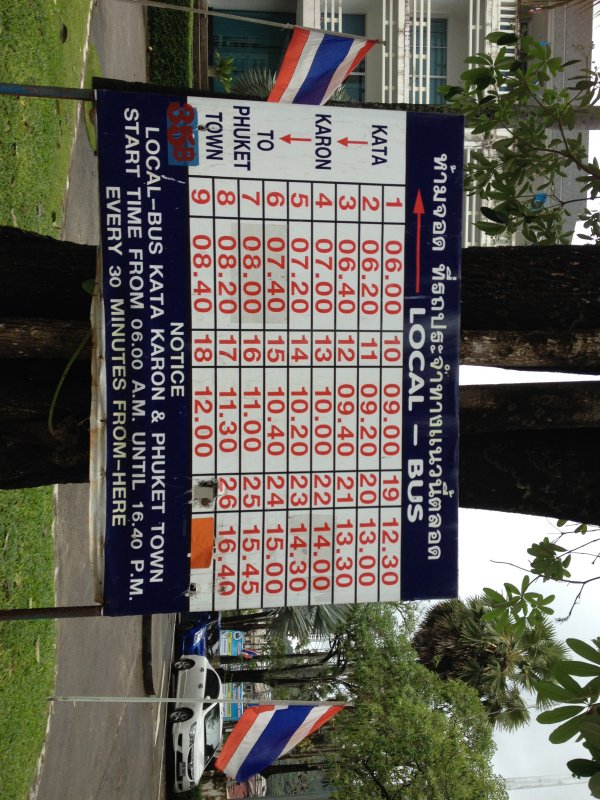 ห้ามจอด ที่รถประจำทางแนวนี้ตลอด
LOCAL - BUS
KATA
KARON
TO
PHUKET
TOWN
1 06.00 10 09.00 19 12.30
2 06.20 11 09.20 20 13.00
3 06.40 12 09.40 21 13.30
4 07.00 13 10.00 22 14.00
5 07.20 14 10.20 23 14.30
6 07.40 15 10.40 24 15.00
7 08.00 16 11.00 25 15.45
8 08.20 17 11.30 26 16.40
9 08.40 18 12.00
NOTICE
LOCAL-BUS KATA KARON & PHUKET TOWN
START TIME FROM 06.00 A.M. UNTIL 16.40 P.M.
EVERY 30 MINUTES FROM-HERE